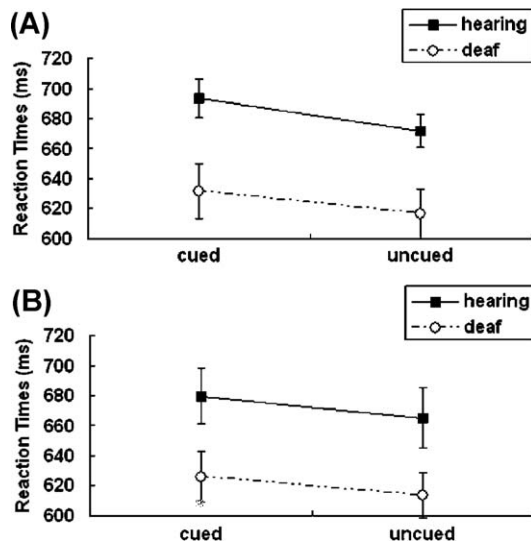 (A)
hearing
deaf
Reaction Times (ms)
720
700
680
660
640
620
600
cued uncued
(B)
hearing
deaf
Reaction Times (ms)
720
700
680
660
640
620
600
cued uncued